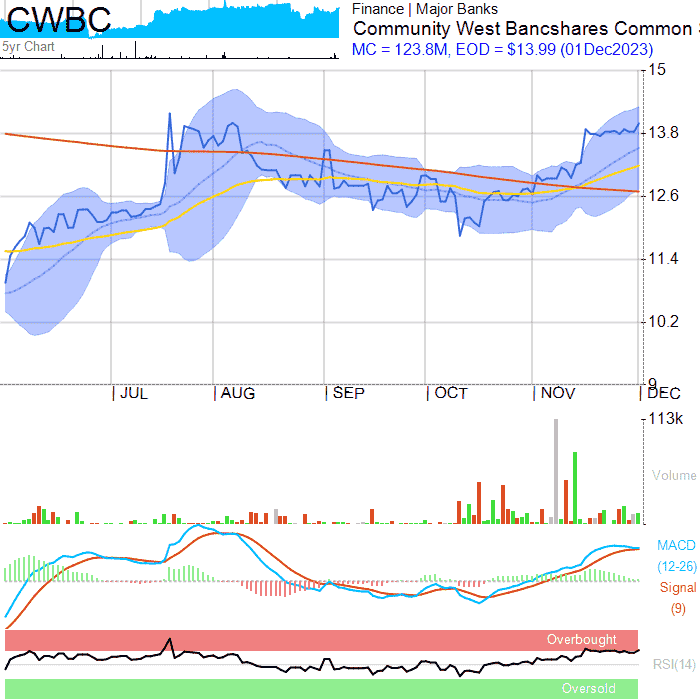 CWBC
5yr Chart
Finance | Major Banks
Community West Bancshares Common
MC = 123.8M, EOD = $13.99 (01Dec2023)
15
13.8
12.6
11.4
10.2
9
JUL AUG SEP OCT NOV DEC
113k
Volume
MACD
(12-26)
Signal
(9)
Overbought
RSI(14)
Oversold